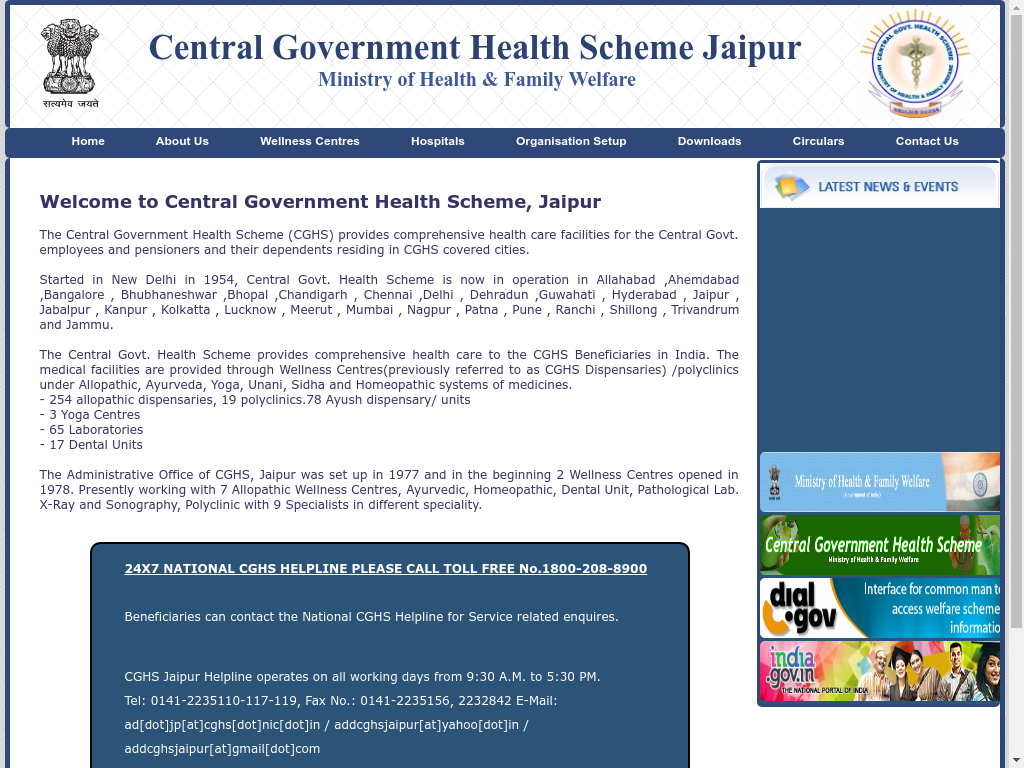 Central Government Health Scheme Jaipur
Ministry of Health & Family Welfare
सत्यमेव जयते
CENTRAL GOVT. HEALTH SCHEME
MINISTRY OF HEALTH & FAMILY WELFARE
Home About Us Wellness Centres Hospitals Organisation Setup Downloads Circulars Contact Us
LATEST NEWS & EVENTS
Welcome to Central Government Health Scheme, Jaipur
The Central Government Health Scheme (CGHS) provides comprehensive health care facilities for the Central Govt.
employees and pensioners and their dependents residing in CGHS covered cities.
Started in New Delhi in 1954, Central Govt. Health Scheme is now in operation in Allahabad ,Ahemdabad
,Bangalore , Bhubhaneshwar ,Bhopal ,Chandigarh , Chennai ,Delhi , Dehradun ,Guwahati , Hyderabad , Jaipur ,
Jabalpur , Kanpur , Kolkatta , Lucknow , Meerut , Mumbai , Nagpur , Patna , Pune , Ranchi , Shillong , Trivandrum
and Jammu.
The Central Govt. Health Scheme provides comprehensive health care to the CGHS Beneficiaries in India. The
medical facilities are provided through Wellness Centres(previously referred to as CGHS Dispensaries) /polyclinics
under Allopathic, Ayurveda, Yoga, Unani, Sidha and Homeopathic systems of medicines.
- 254 allopathic dispensaries, 19 polyclinics.78 Ayush dispensary/ units
- 3 Yoga Centres
- 65 Laboratories
- 17 Dental Units
The Administrative Office of CGHS, Jaipur was set up in 1977 and in the beginning 2 Wellness Centres opened in
1978. Presently working with 7 Allopathic Wellness Centres, Ayurvedic, Homeopathic, Dental Unit, Pathological Lab.
X-Ray and Sonography, Polyclinic with 9 Specialists in different speciality.
24X7 NATIONAL CGHS HELPLINE PLEASE CALL TOLL FREE No.1800-208-8900
Beneficiaries can contact the National CGHS Helpline for Service related enquires.
CGHS Jaipur Helpline operates on all working days from 9:30 A.M. to 5:30 PM.
Tel: 0141-2235110-117-119, Fax No.: 0141-2235156, 2232842 E-Mail:
ad[dot]jp[at]cghs[dot]nic[dot]in / addcghsjaipur[at]yahoo[dot]in /
addcghsjaipur[at]gmail[dot]com
Ministry of Health & Family Welfare
(Government of India)
Central Government Health Scheme
Ministry of Health & Family Welfare
dial.gov
Interface for common man to
access welfare scheme
informatio
india.gov.in
THE NATIONAL PORTAL OF INDIA